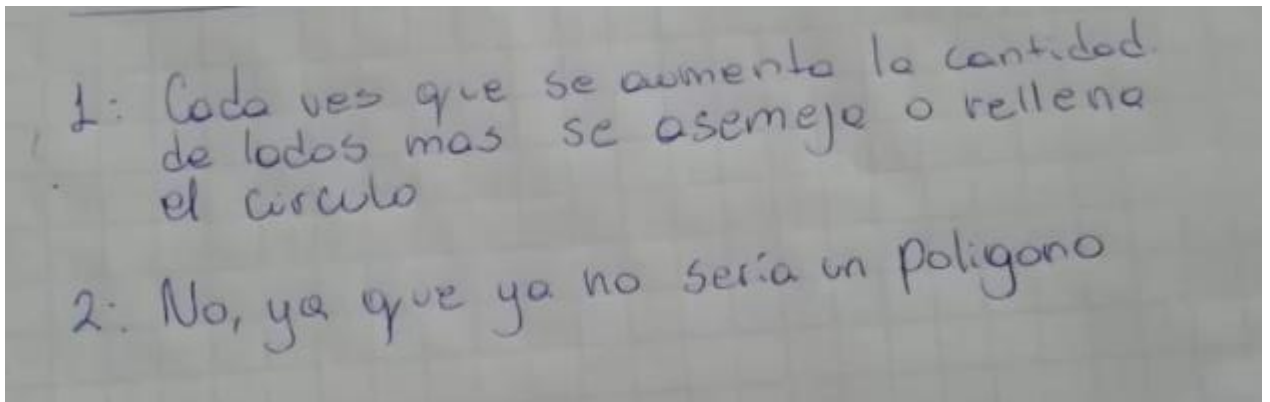 1: Cada ves que se aumenta la cantidad
de lados mas se asemeja o rellena
el circulo
2: No, ya que ya no sería un poligono